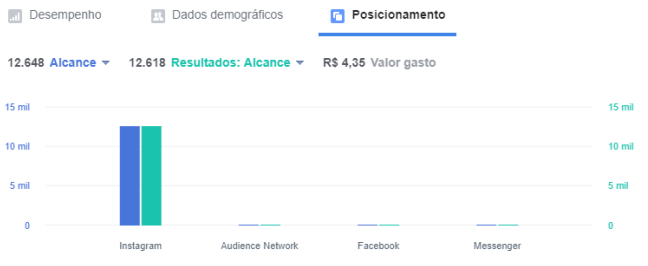 Desempenho Dados demográficos Posicionamento
12.648 Alcance 12.618 Resultados: Alcance R$ 4,35 Valor gasto
15 mil 15 mil
10 mil 10 mil
5 mil 5 mil
0 0
Instagram Audience Network Facebook Messenger